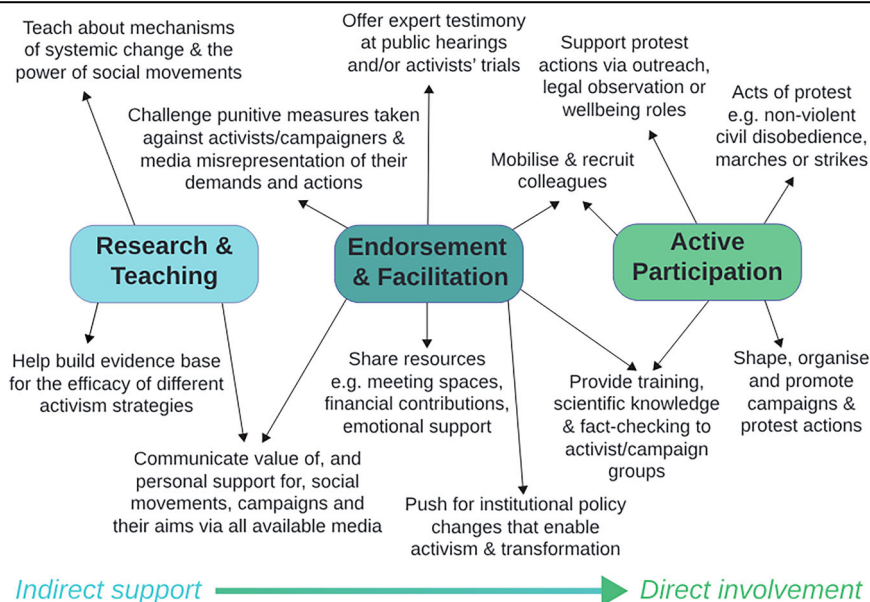 Teach about mechanisms
of systemic change & the
power of social movements
Offer expert testimony
at public hearings
and/or activists' trials
Support protest
actions via outreach,
legal observation or
wellbeing roles
Acts of protest
e.g. non-violent
civil disobedience,
marches or strikes
Challenge punitive measures taken
against activists/campaigners &
media misrepresentation of their
demands and actions
Mobilise & recruit
colleagues
Research &
Teaching
Endorsement
& Facilitation
Active
Participation
Help build evidence base
for the efficacy of different
activism strategies
Share resources
e.g. meeting spaces,
financial contributions,
emotional support
Provide training,
scientific knowledge
& fact-checking to
activist/campaign
groups
Shape, organise
and promote
campaigns &
protest actions
Communicate value of, and
personal support for, social
movements, campaigns and
their aims via all available media
Push for institutional policy
changes that enable
activism & transformation
Indirect support
Direct involvement